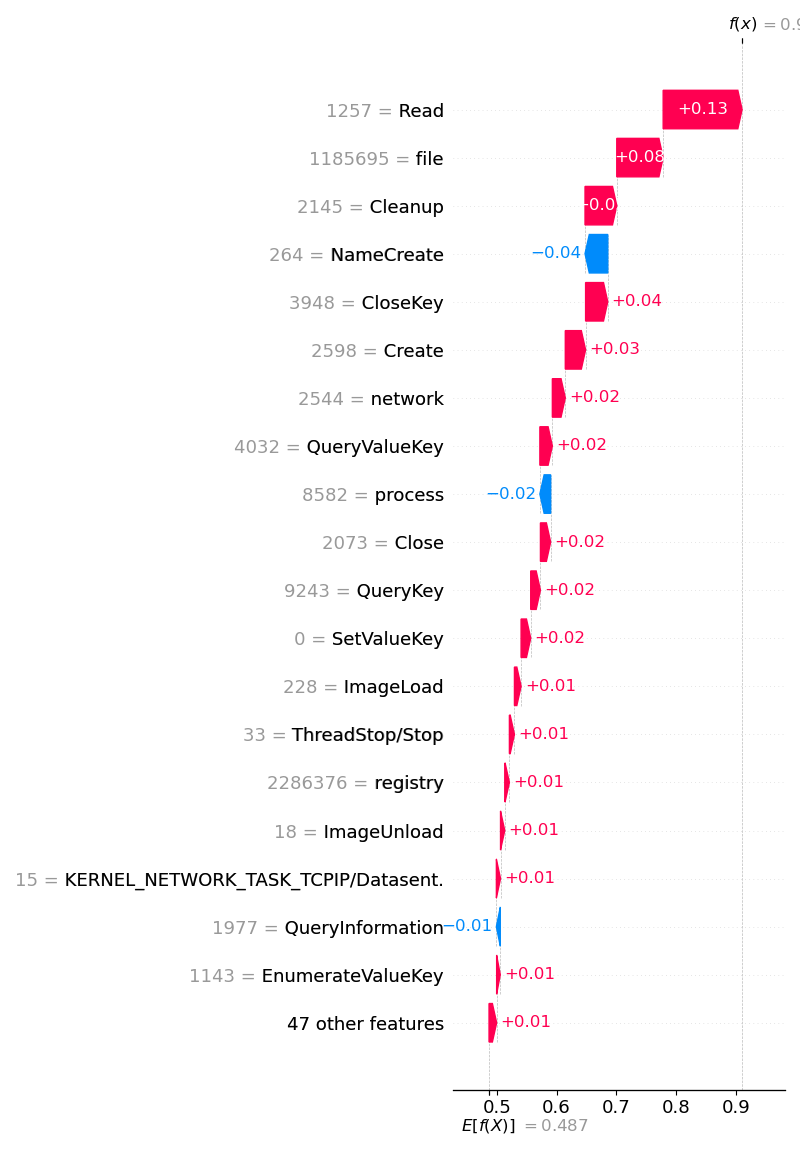 f(x) = 0.9
1257 = Read +0.13
1185695 = file +0.08
2145 = Cleanup
264 = NameCreate −0.04
3948 = CloseKey +0.04
2598 = Create +0.03
2544 = network +0.02
4032 = QueryValueKey +0.02
8582 = process −0.02
2073 = Close +0.02
9243 = QueryKey +0.02
0 = SetValueKey +0.02
228 = ImageLoad +0.01
33 = ThreadStop/Stop +0.01
2286376 = registry +0.01
18 = ImageUnload +0.01
15 = KERNEL_NETWORK_TASK_TCPIP/Datasent. +0.01
1977 = QueryInformation −0.01
1143 = EnumerateValueKey +0.01
47 other features +0.01
0.5 0.6 0.7 0.8 0.9
E[f(X)] = 0.487